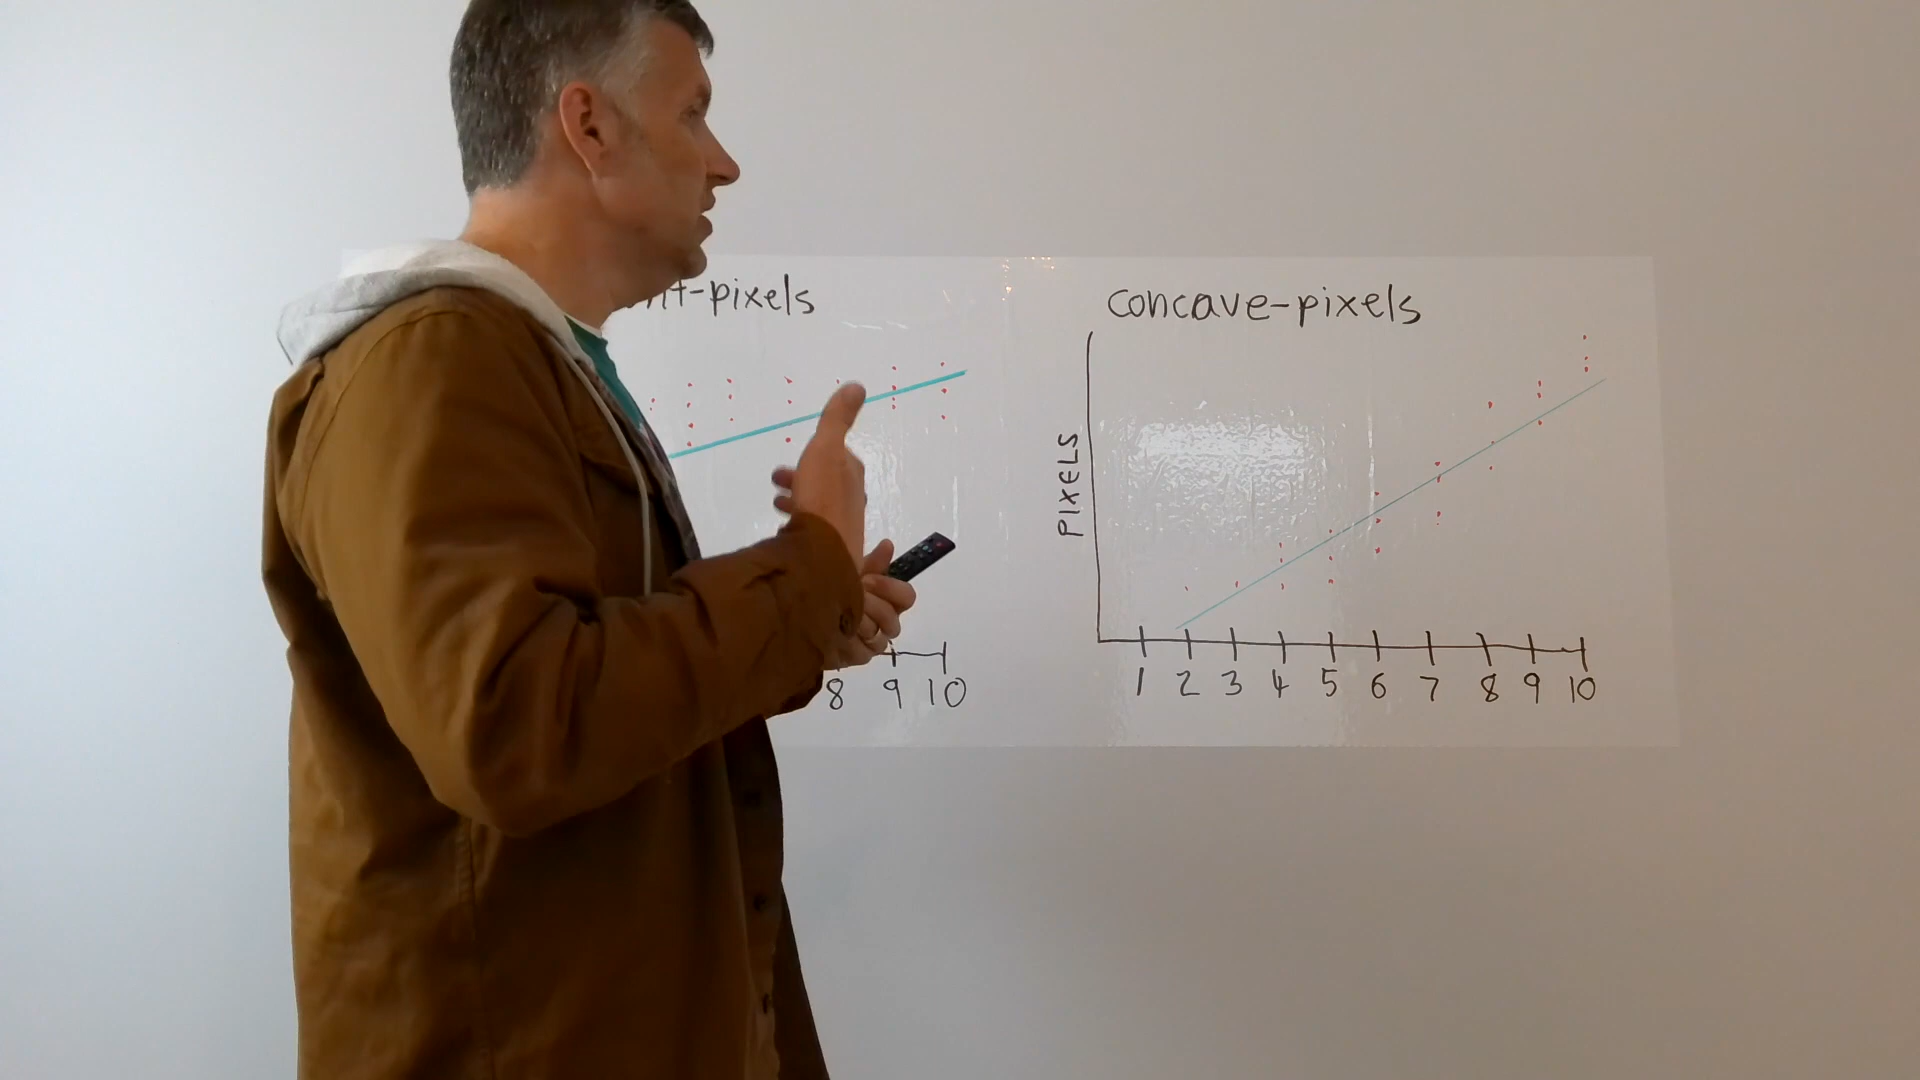 -pixels
8 9 10
concave-pixels
PIXELS
1 2 3 4 5 6 7 8 9 10